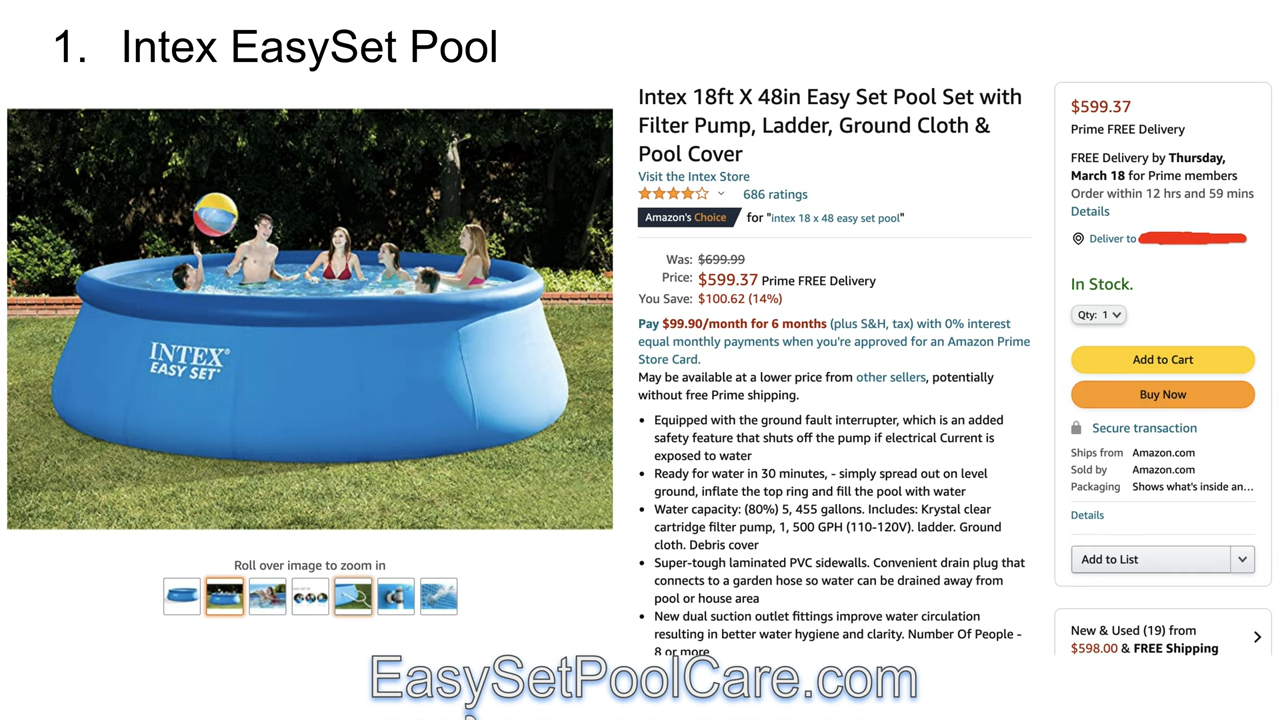 1. Intex EasySet Pool
INTEX®
EASY SET®
Roll over image to zoom in
Intex 18ft X 48in Easy Set Pool Set with
Filter Pump, Ladder, Ground Cloth &
Pool Cover
Visit the Intex Store
686 ratings
Amazon's Choice for "intex 18 x 48 easy set pool"
Was: $699.99
Price: $599.37 Prime FREE Delivery
You Save: $100.62 (14%)
Pay $99.90/month for 6 months (plus S&H, tax) with 0% interest
equal monthly payments when you're approved for an Amazon Prime
Store Card.
May be available at a lower price from other sellers, potentially
without free Prime shipping.
• Equipped with the ground fault interrupter, which is an added
safety feature that shuts off the pump if electrical Current is
exposed to water
• Ready for water in 30 minutes, - simply spread out on level
ground, inflate the top ring and fill the pool with water
• Water capacity: (80%) 5, 455 gallons. Includes: Krystal clear
cartridge filter pump, 1, 500 GPH (110-120V). ladder. Ground
cloth. Debris cover
• Super-tough laminated PVC sidewalls. Convenient drain plug that
connects to a garden hose so water can be drained away from
pool or house area
• New dual suction outlet fittings improve water circulation
resulting in better water hygiene and clarity. Number Of People -
8 or more
$599.37
Prime FREE Delivery
FREE Delivery by Thursday,
March 18 for Prime members
Order within 12 hrs and 59 mins
Details
Deliver to
In Stock.
Qty: 1
Add to Cart
Buy Now
Secure transaction
Ships from Amazon.com
Sold by Amazon.com
Packaging Shows what's inside an...
Details
Add to List
New & Used (19) from
$598.00 & FREE Shipping
EasySetPoolCare.com